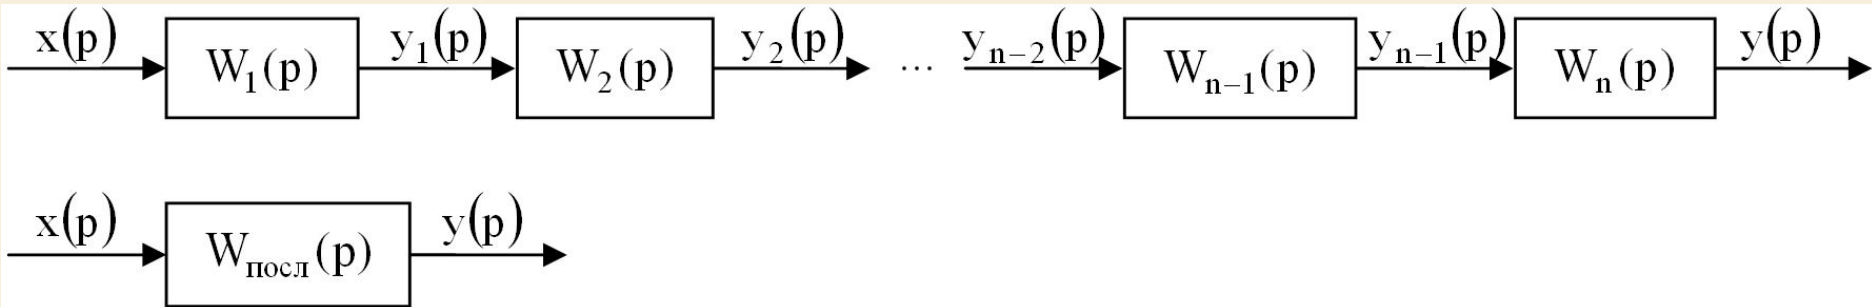 x(p) W₁(p) y₁(p) W₂(p) y₂(p) ... yₙ₋₂(p) Wₙ₋₁(p) yₙ₋₁(p) Wₙ(p) y(p)
x(p) Wпосл(p) y(p)